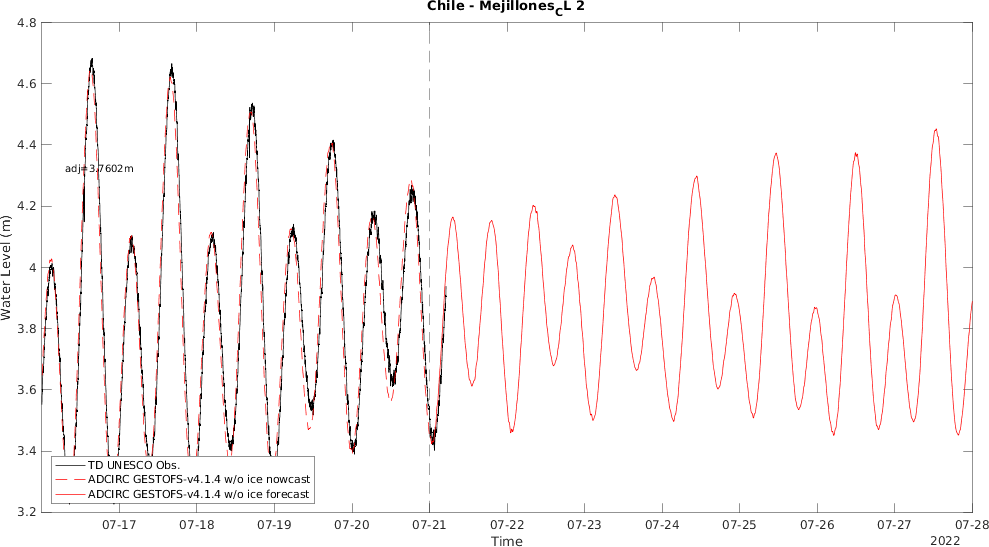 Chile - Mejillones_CL 2
4.8
4.6
4.4
4.2
4
3.8
3.6
3.4
3.2
Water Level (m)
adj=3.7602m
TD UNESCO Obs.
ADCIRC GESTOFS-v4.1.4 w/o ice nowcast
ADCIRC GESTOFS-v4.1.4 w/o ice forecast
07-17 07-18 07-19 07-20 07-21 07-22 07-23 07-24 07-25 07-26 07-27 07-28
Time
2022